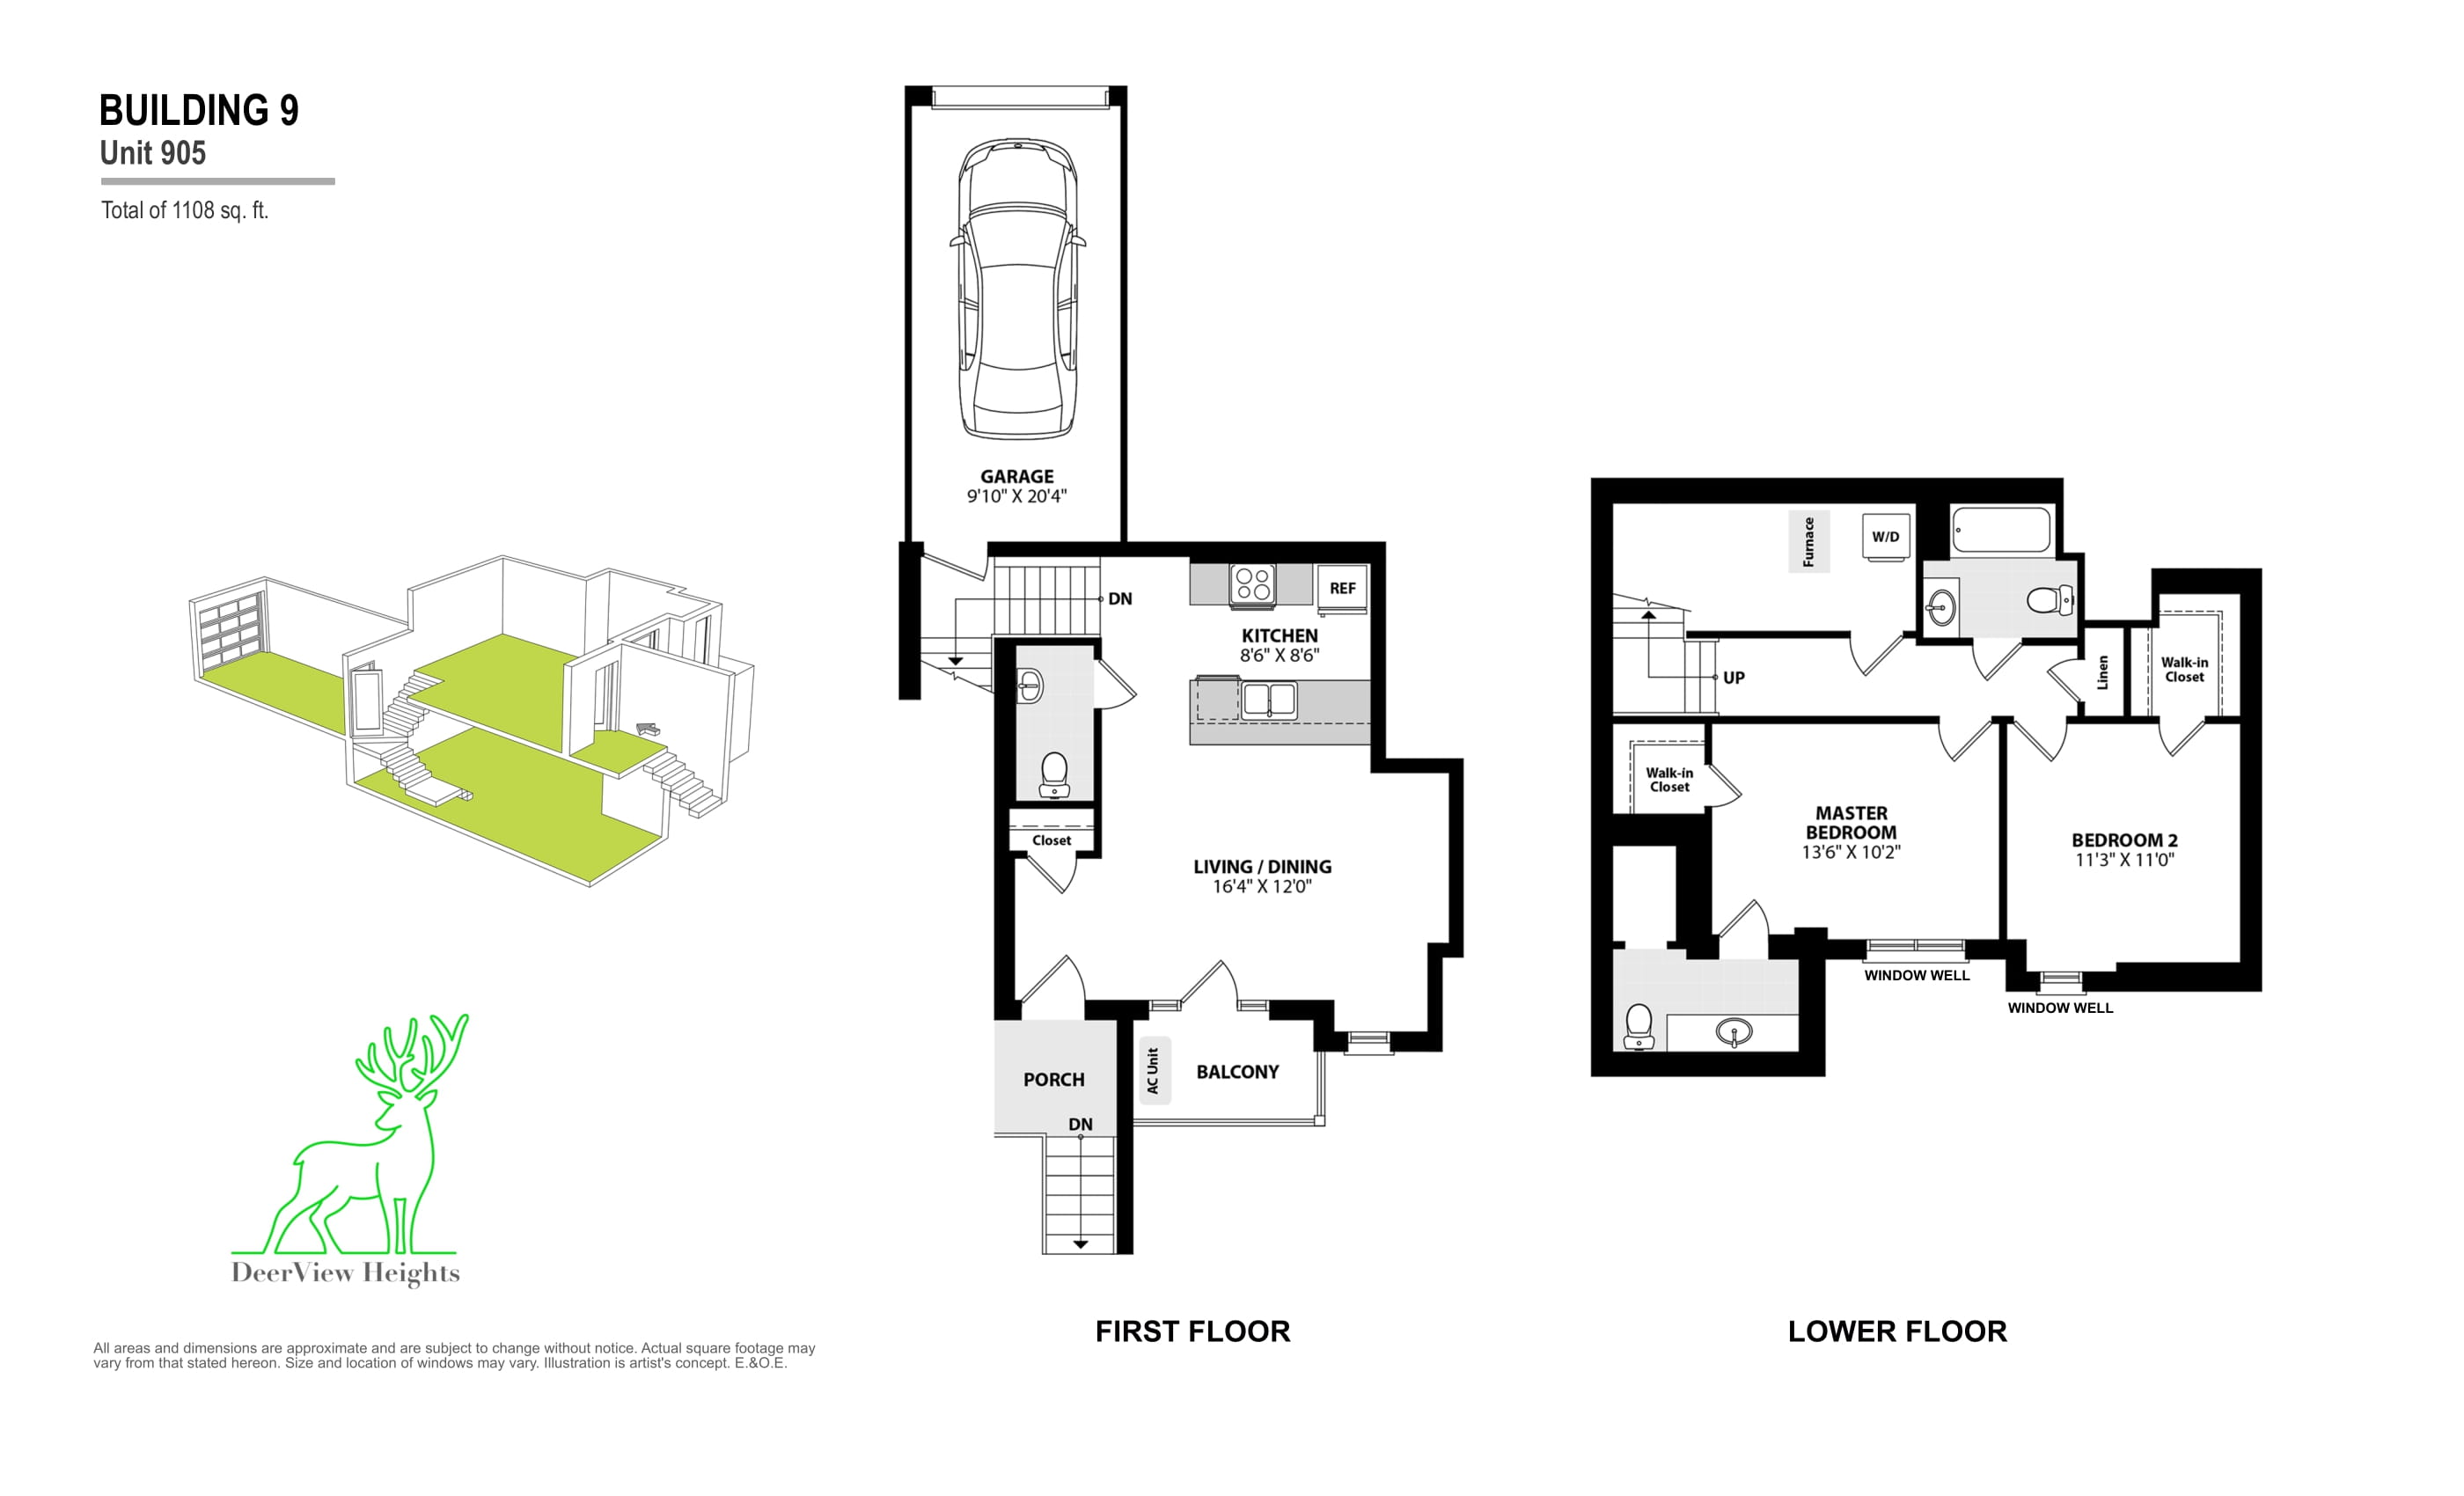 BUILDING 9
Unit 905
Total of 1108 sq. ft.
GARAGE
9'10" X 20'4"
DN
REF
KITCHEN
8'6" X 8'6"
Closet
LIVING / DINING
16'4" X 12'0"
PORCH
DN
AC Unit
BALCONY
FIRST FLOOR
Furnace
W/D
UP
Linen
Walk-in
Closet
Walk-in
Closet
MASTER
BEDROOM
13'6" X 10'2"
BEDROOM 2
11'3" X 11'0"
WINDOW WELL
WINDOW WELL
LOWER FLOOR
DeerView Heights
All areas and dimensions are approximate and are subject to change without notice. Actual square footage may
vary from that stated hereon. Size and location of windows may vary. Illustration is artist's concept. E.&O.E.